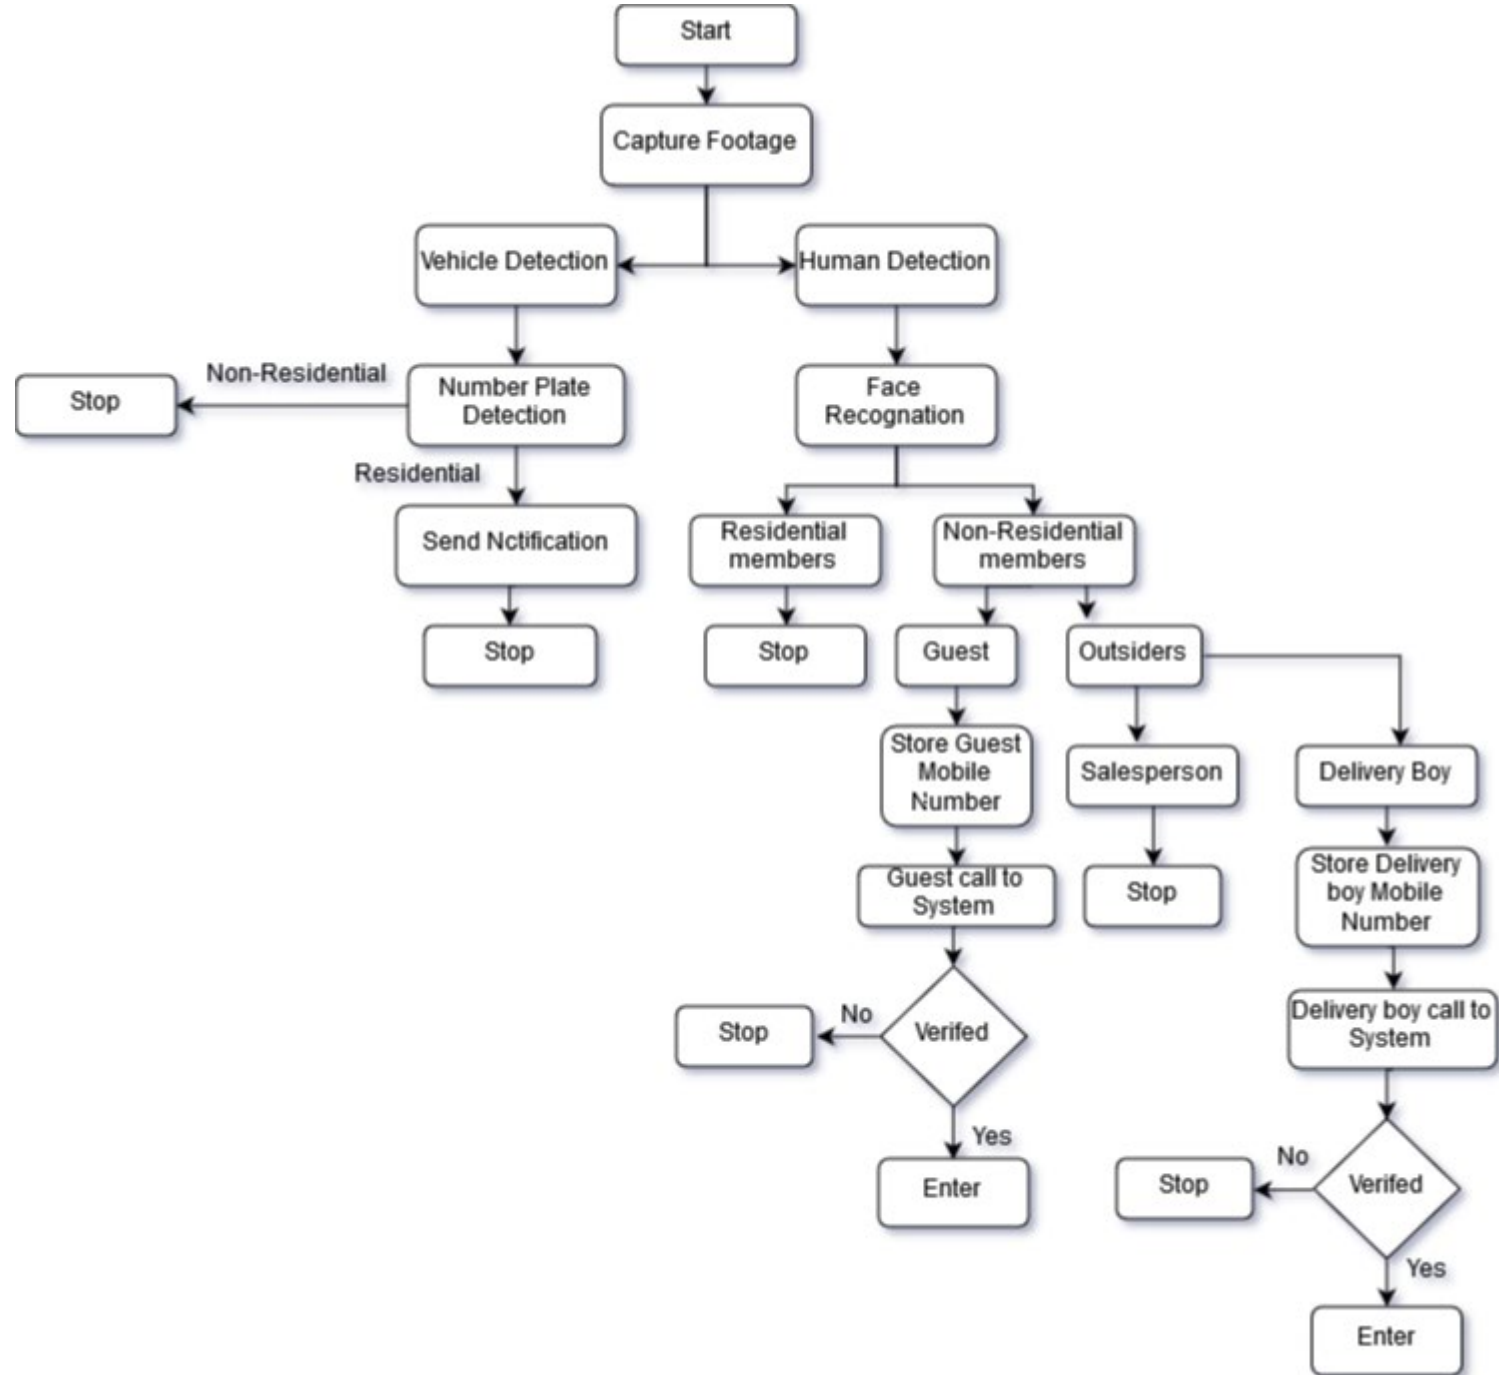 Start
Capture Footage
Vehicle Detection
Human Detection
Non-Residential
Stop
Number Plate
Detection
Face
Recognation
Residential
Send Nctification
Residential
members
Non-Residential
members
Stop
Stop
Guest
Outsiders
Store Guest
Mobile
Number
Salesperson
Delivery Boy
Guest call to
System
Stop
Store Delivery
boy Mobile
Number
No
Stop
Verifed
Delivery boy call to
System
Yes
Enter
No
Stop
Verifed
Yes
Enter